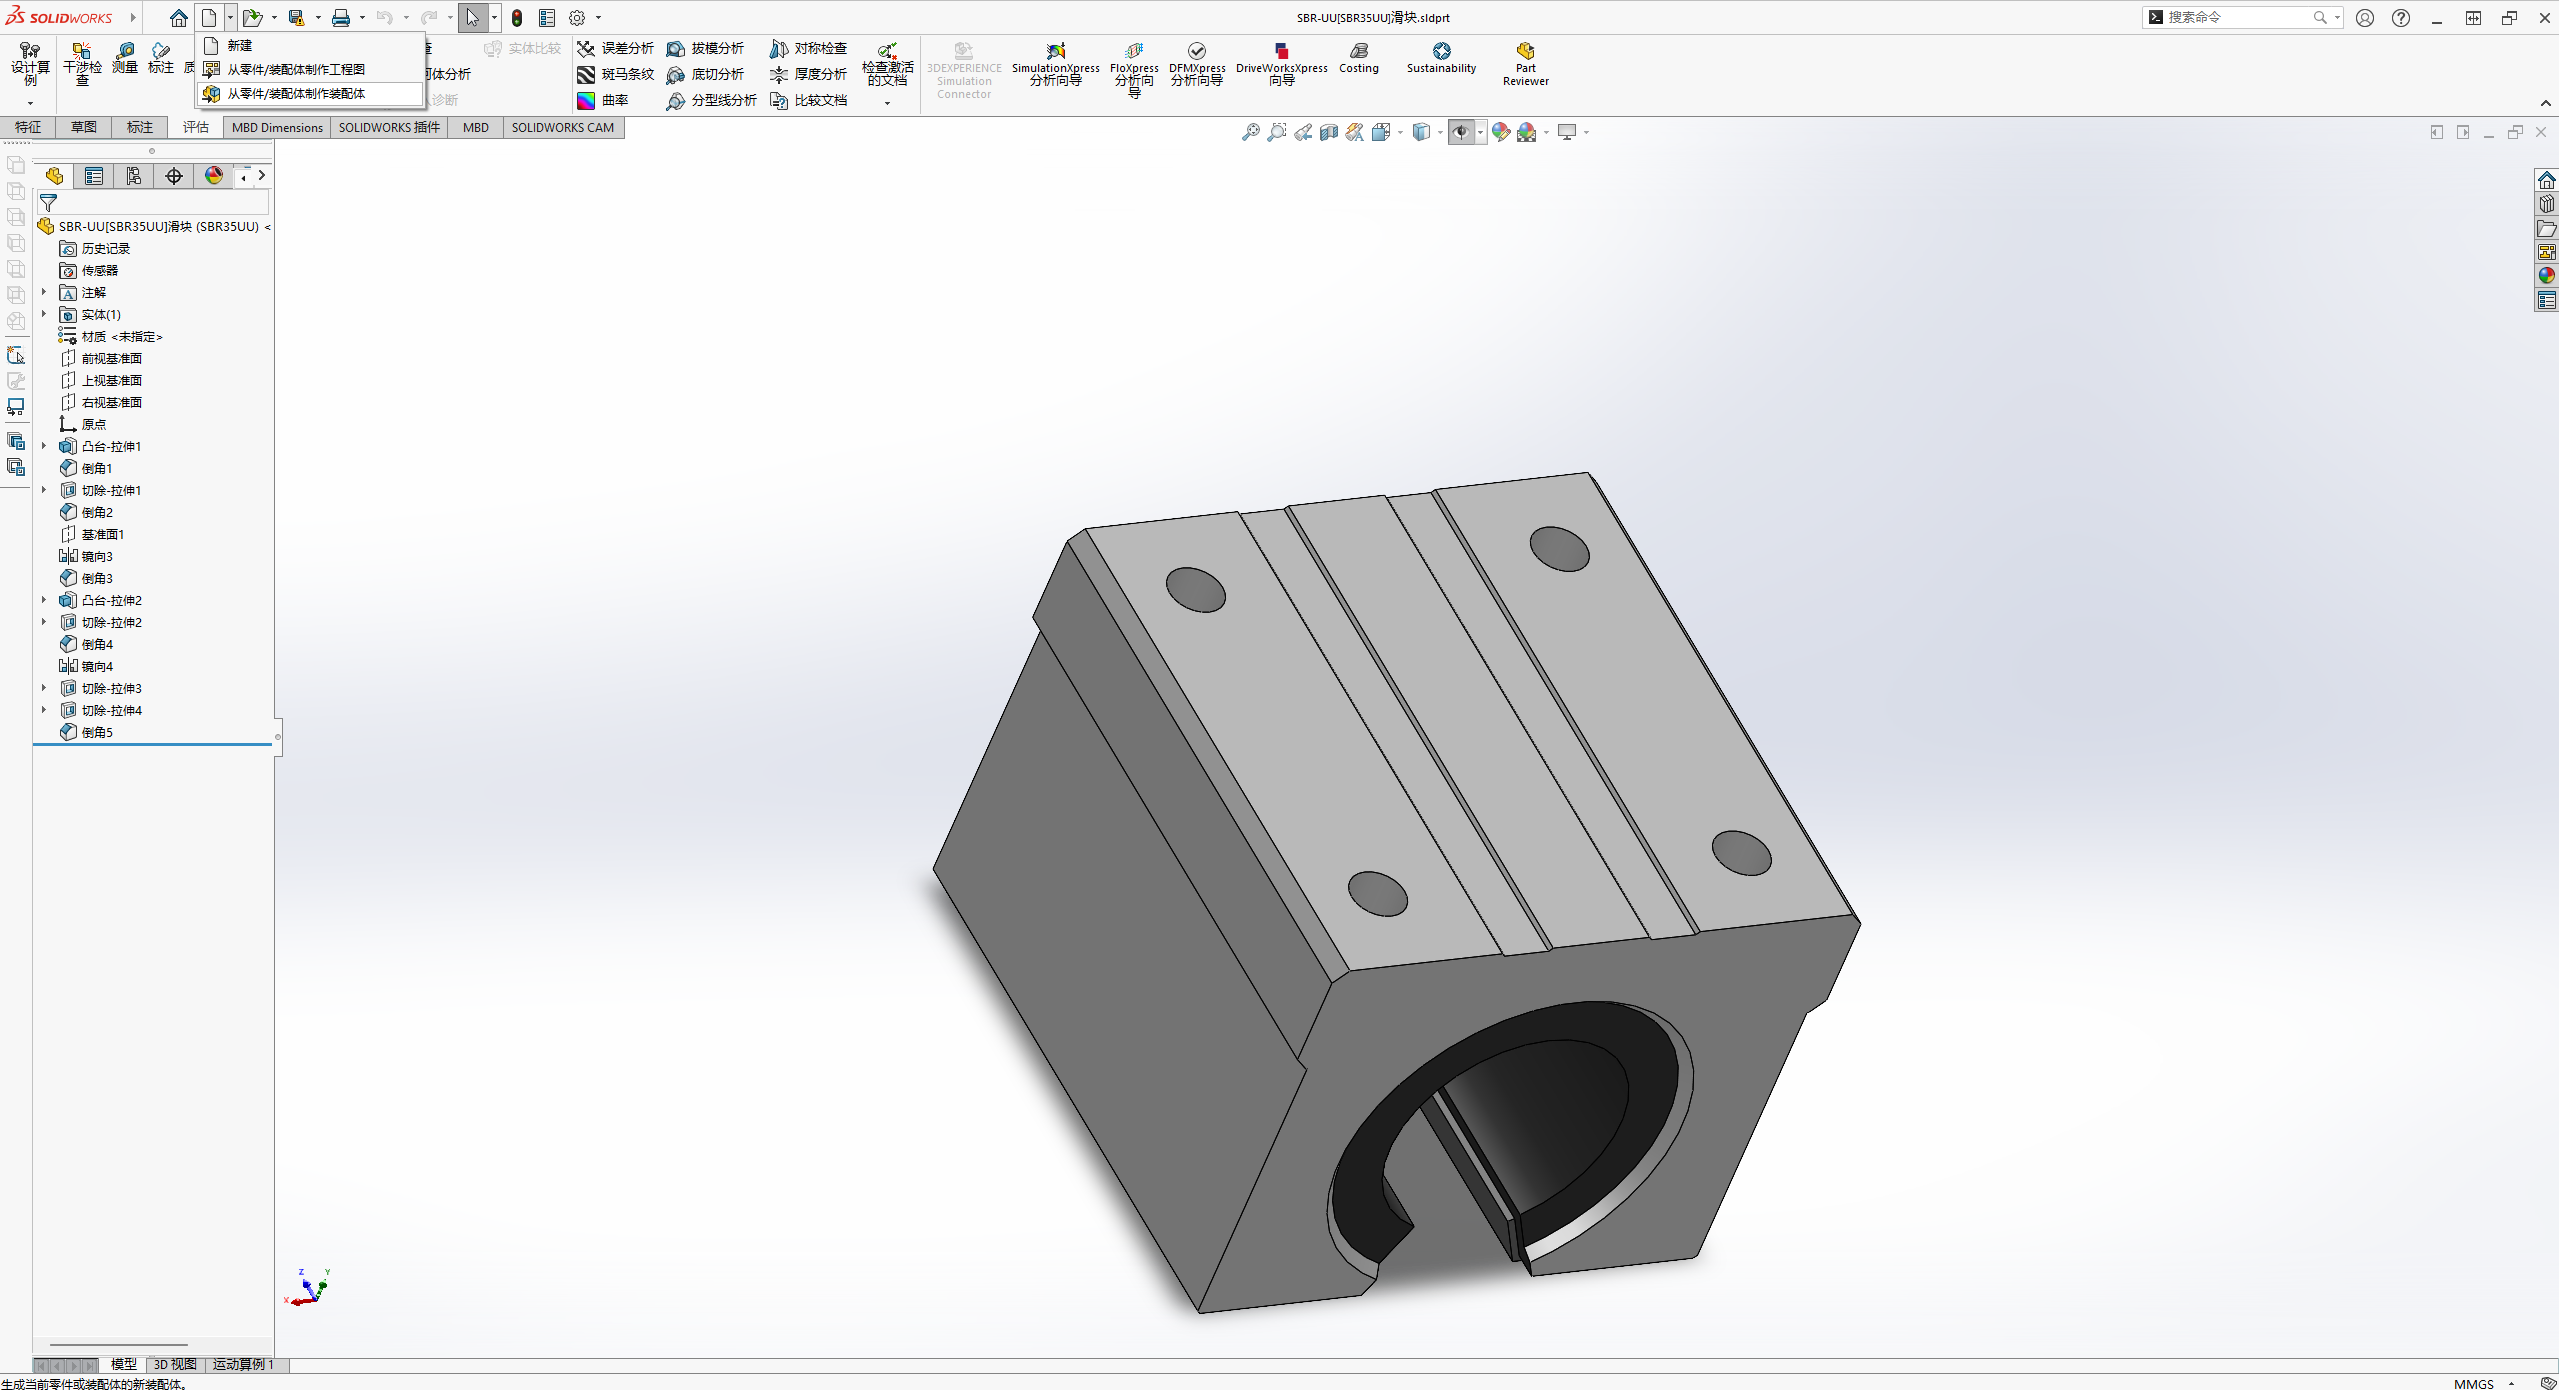 SOLIDWORKS
SBR-UU[SBR35UU]滑块.sldprt
搜索命令
新建
从零件/装配体制作工程图
从零件/装配体制作装配体
设计算例
干涉检查
测量
标注
质
查
何体分析
诊断
实体比较
误差分析
斑马条纹
曲率
拔模分析
底切分析
分型线分析
对称检查
厚度分析
比较文档
检查激活的文档
3DEXPERIENCE Simulation Connector
SimulationXpress 分析向导
FloXpress 分析向导
DFMXpress 分析向导
DriveWorksXpress 向导
Costing
Sustainability
Part Reviewer
特征
草图
标注
评估
MBD Dimensions
SOLIDWORKS 插件
MBD
SOLIDWORKS CAM
SBR-UU[SBR35UU]滑块 (SBR35UU) <
历史记录
传感器
注解
实体(1)
材质 <未指定>
前视基准面
上视基准面
右视基准面
原点
凸台-拉伸1
倒角1
切除-拉伸1
倒角2
基准面1
镜向3
倒角3
凸台-拉伸2
切除-拉伸2
倒角4
镜向4
切除-拉伸3
切除-拉伸4
倒角5
Z
Y
X
模型
3D 视图
运动算例 1
生成当前零件或装配体的新装配体。
MMGS